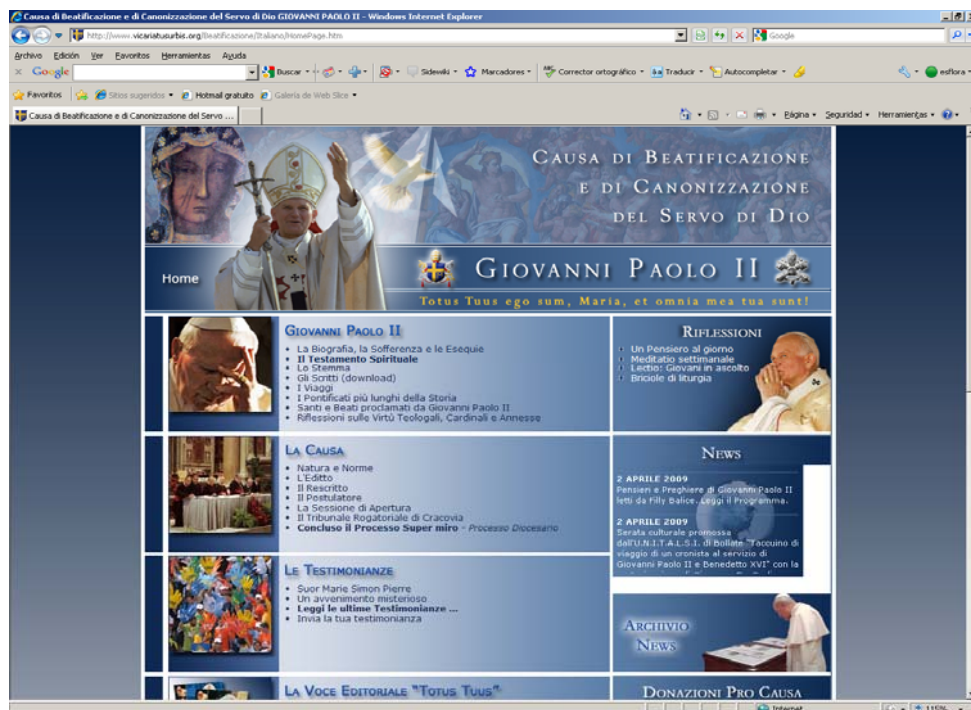 Causa di Beatificazione e di Canonizzazione del Servo di Dio GIOVANNI PAOLO II - Windows Internet Explorer
http://www.vicariatusurbis.org/Beatificazione/Italiano/HomePage.htm
Google
Archivo Edición Ver Favoritos Herramientas Ayuda
Google Buscar Sidewiki Marcadores Corrector ortográfico Traducir Autocompletar esflora
Favoritos Sitios sugeridos Hotmail gratuito Galería de Web Slice
Causa di Beatificazione e di Canonizzazione del Servo ... Página Seguridad Herramientas
CAUSA DI BEATIFICAZIONE
E DI CANONIZZAZIONE
DEL SERVO DI DIO
Home
GIOVANNI PAOLO II
Totus Tuus ego sum, Maria, et omnia mea tua sunt!
GIOVANNI PAOLO II
• La Biografia, la Sofferenza e le Esequie
• Il Testamento Spirituale
• Lo Stemma
• Gli Scritti (download)
• I Viaggi
• I Pontificati più lunghi della Storia
• Santi e Beati proclamati da Giovanni Paolo II
• Riflessioni sulle Virtù Teologali, Cardinali e Annesse
RIFLESSIONI
Un Pensiero al giorno
Meditatio settimanale
Lectio: Giovani in ascolto
Briciole di liturgia
LA CAUSA
• Natura e Norme
• L'Editto
• Il Rescritto
• Il Postulatore
• La Sessione di Apertura
• Il Tribunale Rogatoriale di Cracovia
• Concluso il Processo Super miro - Processo Diocesano
NEWS
2 APRILE 2009
Pensieri e Preghiere di Giovanni Paolo II
letti da Filly Balice. Leggi il Programma.
2 APRILE 2009
Serata culturale promossa
dall'U.N.I.T.A.L.S.I. di Bollate "Taccuino di
viaggio di un cronista al servizio di
Giovanni Paolo II e Benedetto XVI" con la
LE TESTIMONIANZE
• Suor Marie Simon Pierre
• Un avvenimento misterioso
• Leggi le ultime Testimonianze ...
• Invia la tua testimonianza
ARCHIVIO
NEWS
LA VOCE EDITORIALE "TOTUS TUUS"
DONAZIONI PRO CAUSA
Internet 115%